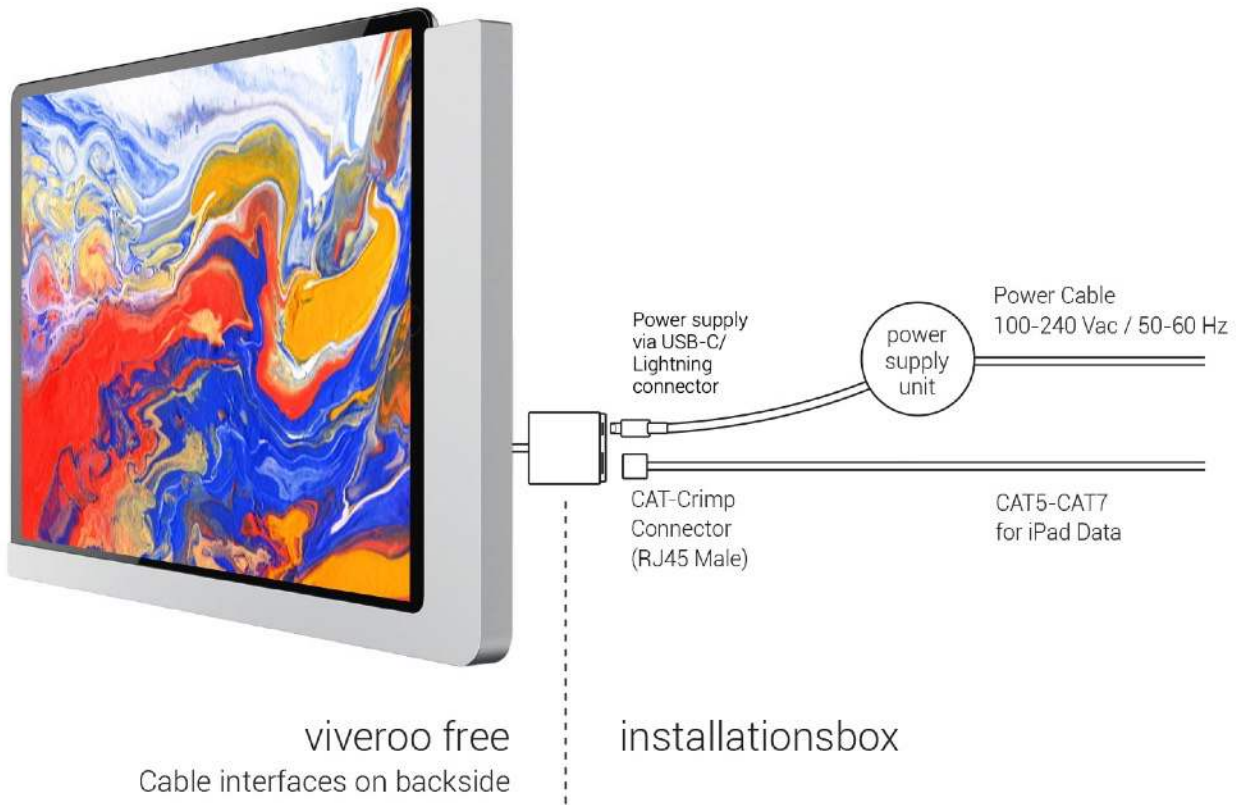 Power supply
via USB-C/
Lightning
connector
power
supply
unit
Power Cable
100-240 Vac / 50-60 Hz
CAT-Crimp
Connector
(RJ45 Male)
CAT5-CAT7
for iPad Data
viveroo free
Cable interfaces on backside
installationsbox